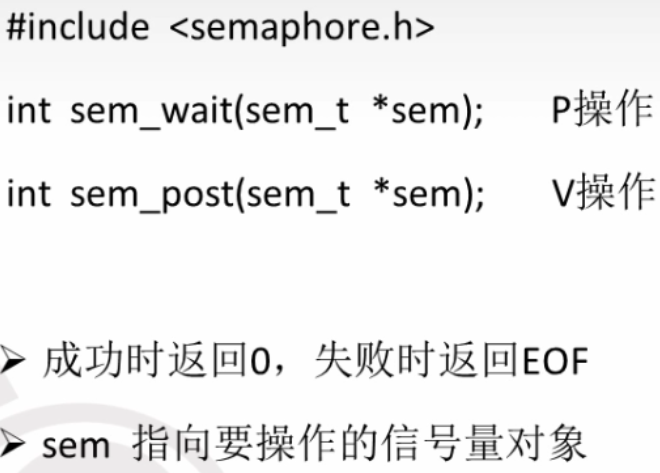 #include <semaphore.h>
int sem_wait(sem_t *sem); P操作
int sem_post(sem_t *sem); V操作
➢ 成功时返回0，失败时返回EOF
➢ sem 指向要操作的信号量对象